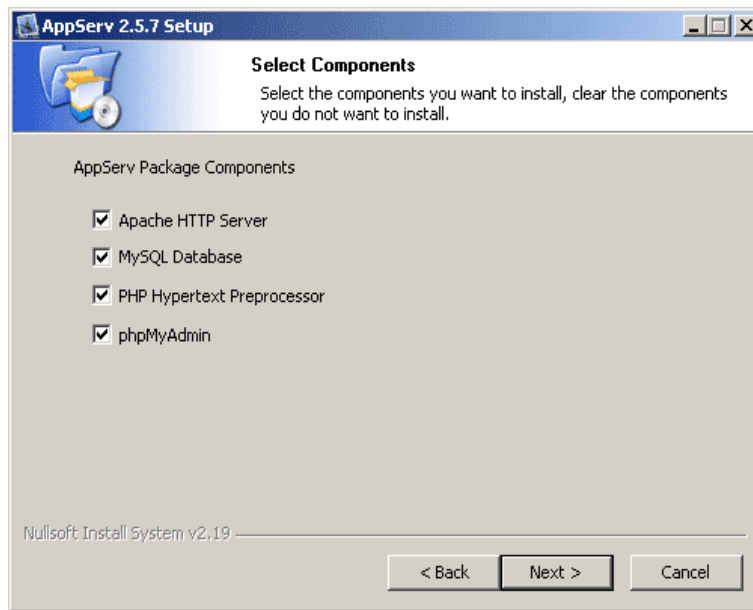 AppServ 2.5.7 Setup
Select Components
Select the components you want to install, clear the components
you do not want to install.
AppServ Package Components
Apache HTTP Server
MySQL Database
PHP Hypertext Preprocessor
phpMyAdmin
Nullsoft Install System v2.19
< Back
Next >
Cancel